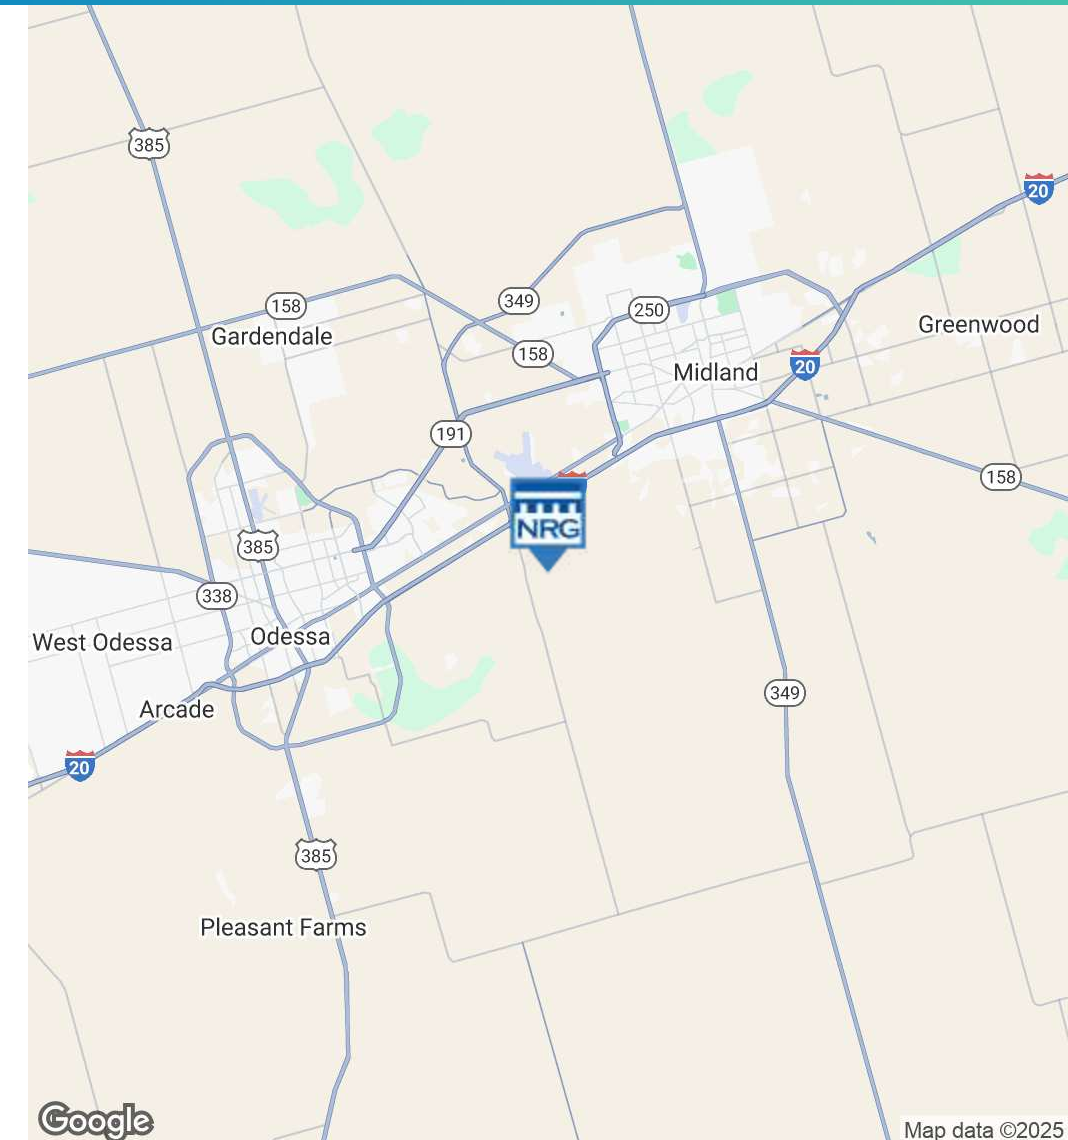 385
20
158
349
250
Gardendale
Greenwood
158
Midland
20
191
158
NRG
385
338
Odessa
West Odessa
349
Arcade
20
385
Pleasant Farms
Google
Map data ©2025